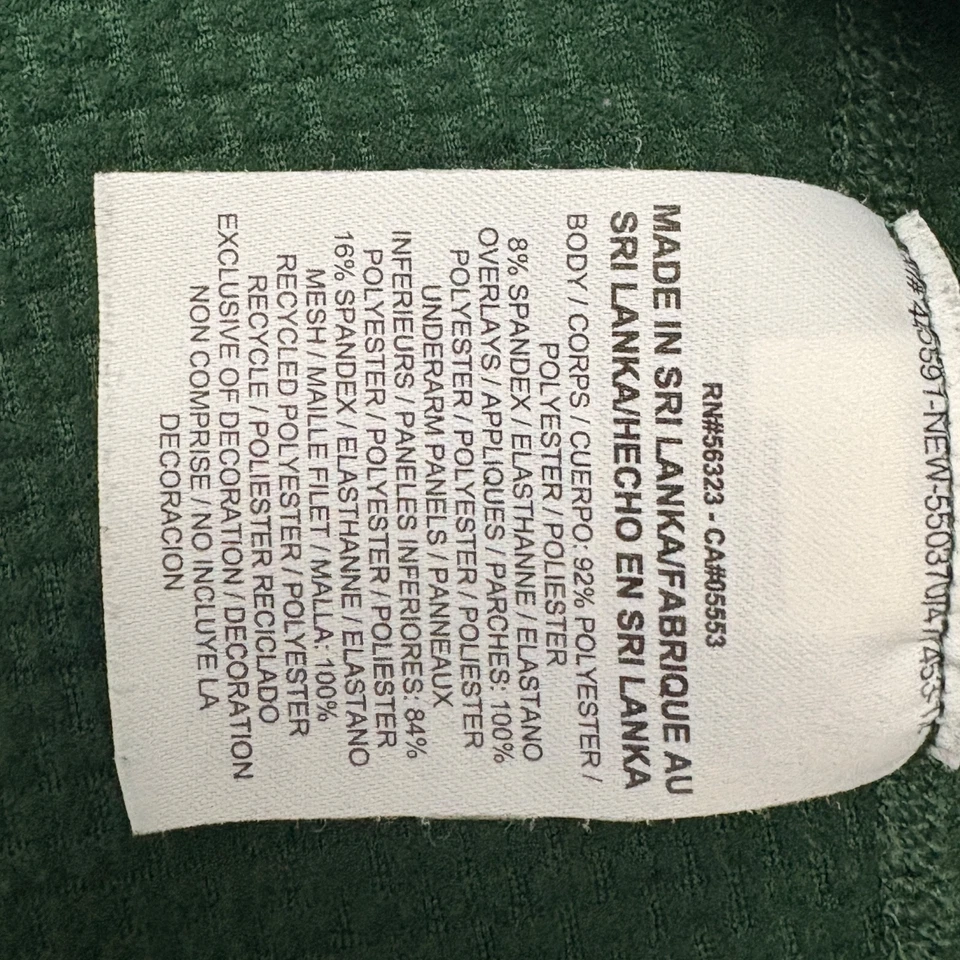 RN#56323 - CA#05553
MADE IN SRI LANKA/FABRIQUE AU
SRI LANKA/HECHO EN SRI LANKA
BODY / CORPS / CUERPO: 92% POLYESTER /
POLYESTER / POLIESTER
8% SPANDEX / ELASTHANNE / ELASTANO
OVERLAYS / APPLIQUES / PARCHES: 100%
POLYESTER / POLYESTER / POLIESTER
UNDERARM PANELS / PANNEAUX
INFERIEURS / PANELES INFERIORES: 84%
POLYESTER / POLYESTER / POLIESTER
16% SPANDEX / ELASTHANNE / ELASTANO
MESH / MAILLE FILET / MALLA: 100%
RECYCLED POLYESTER / POLYESTER
RECYCLE / POLIESTER RECICLADO
EXCLUSIVE OF DECORATION / DECORATION
NON COMPRISE / NO INCLUYE LA
DECORACION